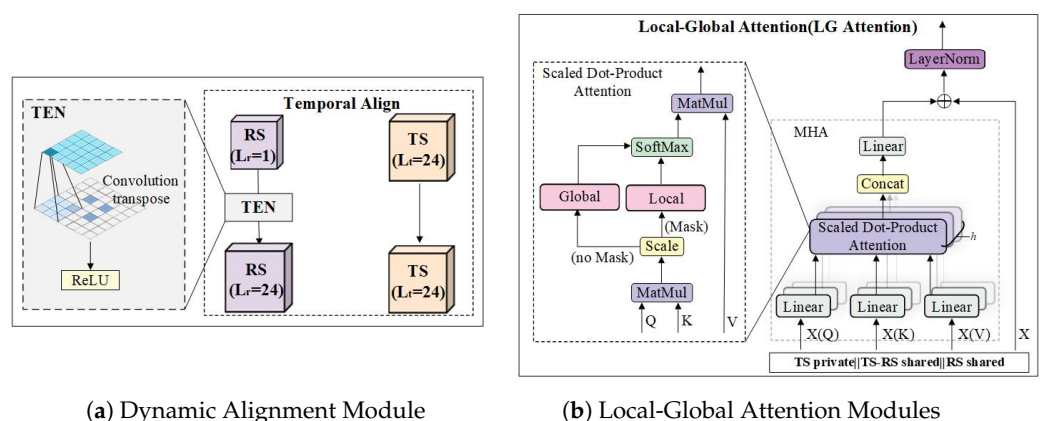 TEN
Convolution
transpose
ReLU
Temporal Align
RS
(Lr=1)
TS
(Lt=24)
TEN
RS
(Lr=24)
TS
(Lt=24)
(a) Dynamic Alignment Module
Local-Global Attention(LG Attention)
Scaled Dot-Product
Attention
MatMul
SoftMax
Global
Local
(Mask)
(no Mask)
Scale
MatMul
Q
K
V
LayerNorm
MHA
Linear
Concat
Scaled Dot-Product
Attention
h
Linear
Linear
Linear
X(Q)
X(K)
X(V)
X
TS private||TS-RS shared||RS shared
(b) Local-Global Attention Modules